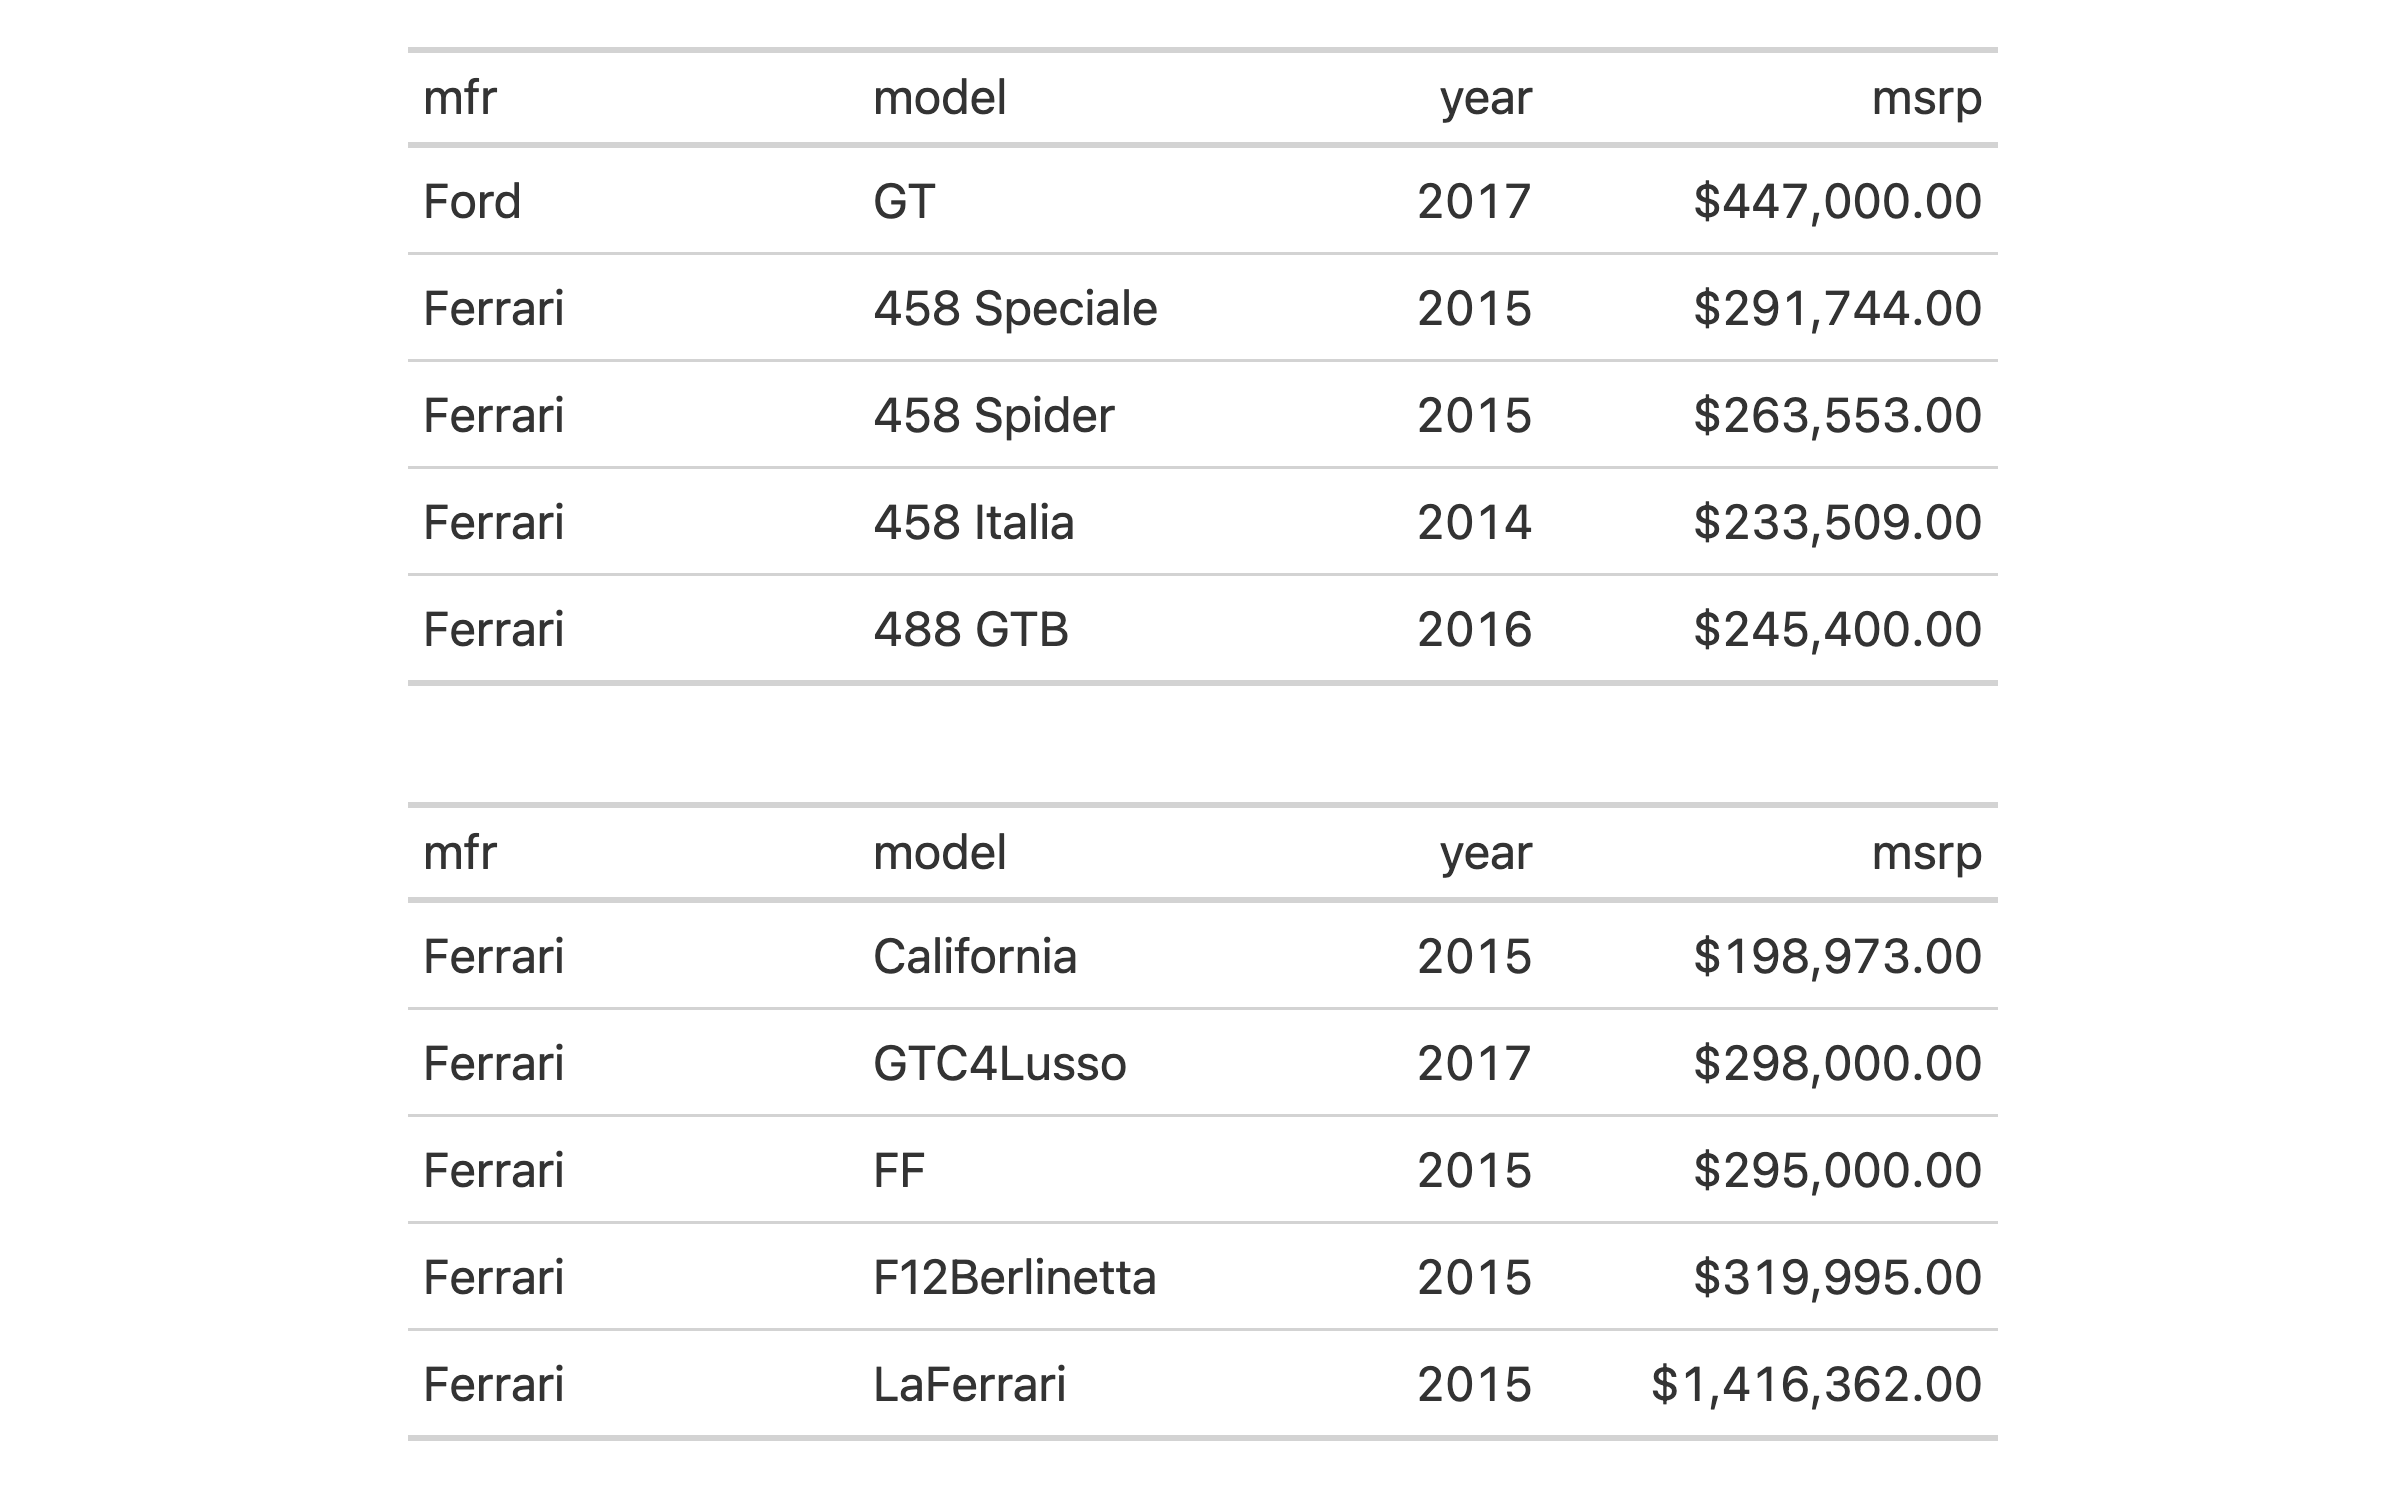 mfr model year msrp
Ford GT 2017 $447,000.00
Ferrari 458 Speciale 2015 $291,744.00
Ferrari 458 Spider 2015 $263,553.00
Ferrari 458 Italia 2014 $233,509.00
Ferrari 488 GTB 2016 $245,400.00
mfr model year msrp
Ferrari California 2015 $198,973.00
Ferrari GTC4Lusso 2017 $298,000.00
Ferrari FF 2015 $295,000.00
Ferrari F12Berlinetta 2015 $319,995.00
Ferrari LaFerrari 2015 $1,416,362.00